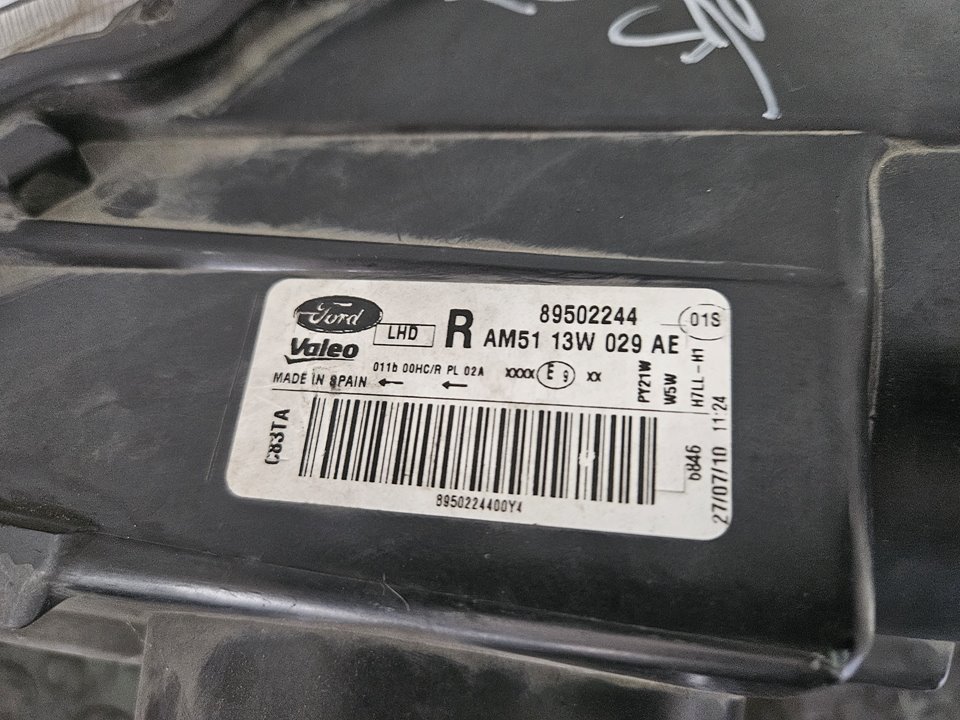 Ford
Valeo
LHD
R
89502244
AM51 13W 029 AE
01S
011b 00HC/R PL 02A
XXXX E 9 XX
MADE IN SPAIN
PY21W
W5W
H7LL-H1
C83TA
6846
27/07/10 11:24
8950224400Y4